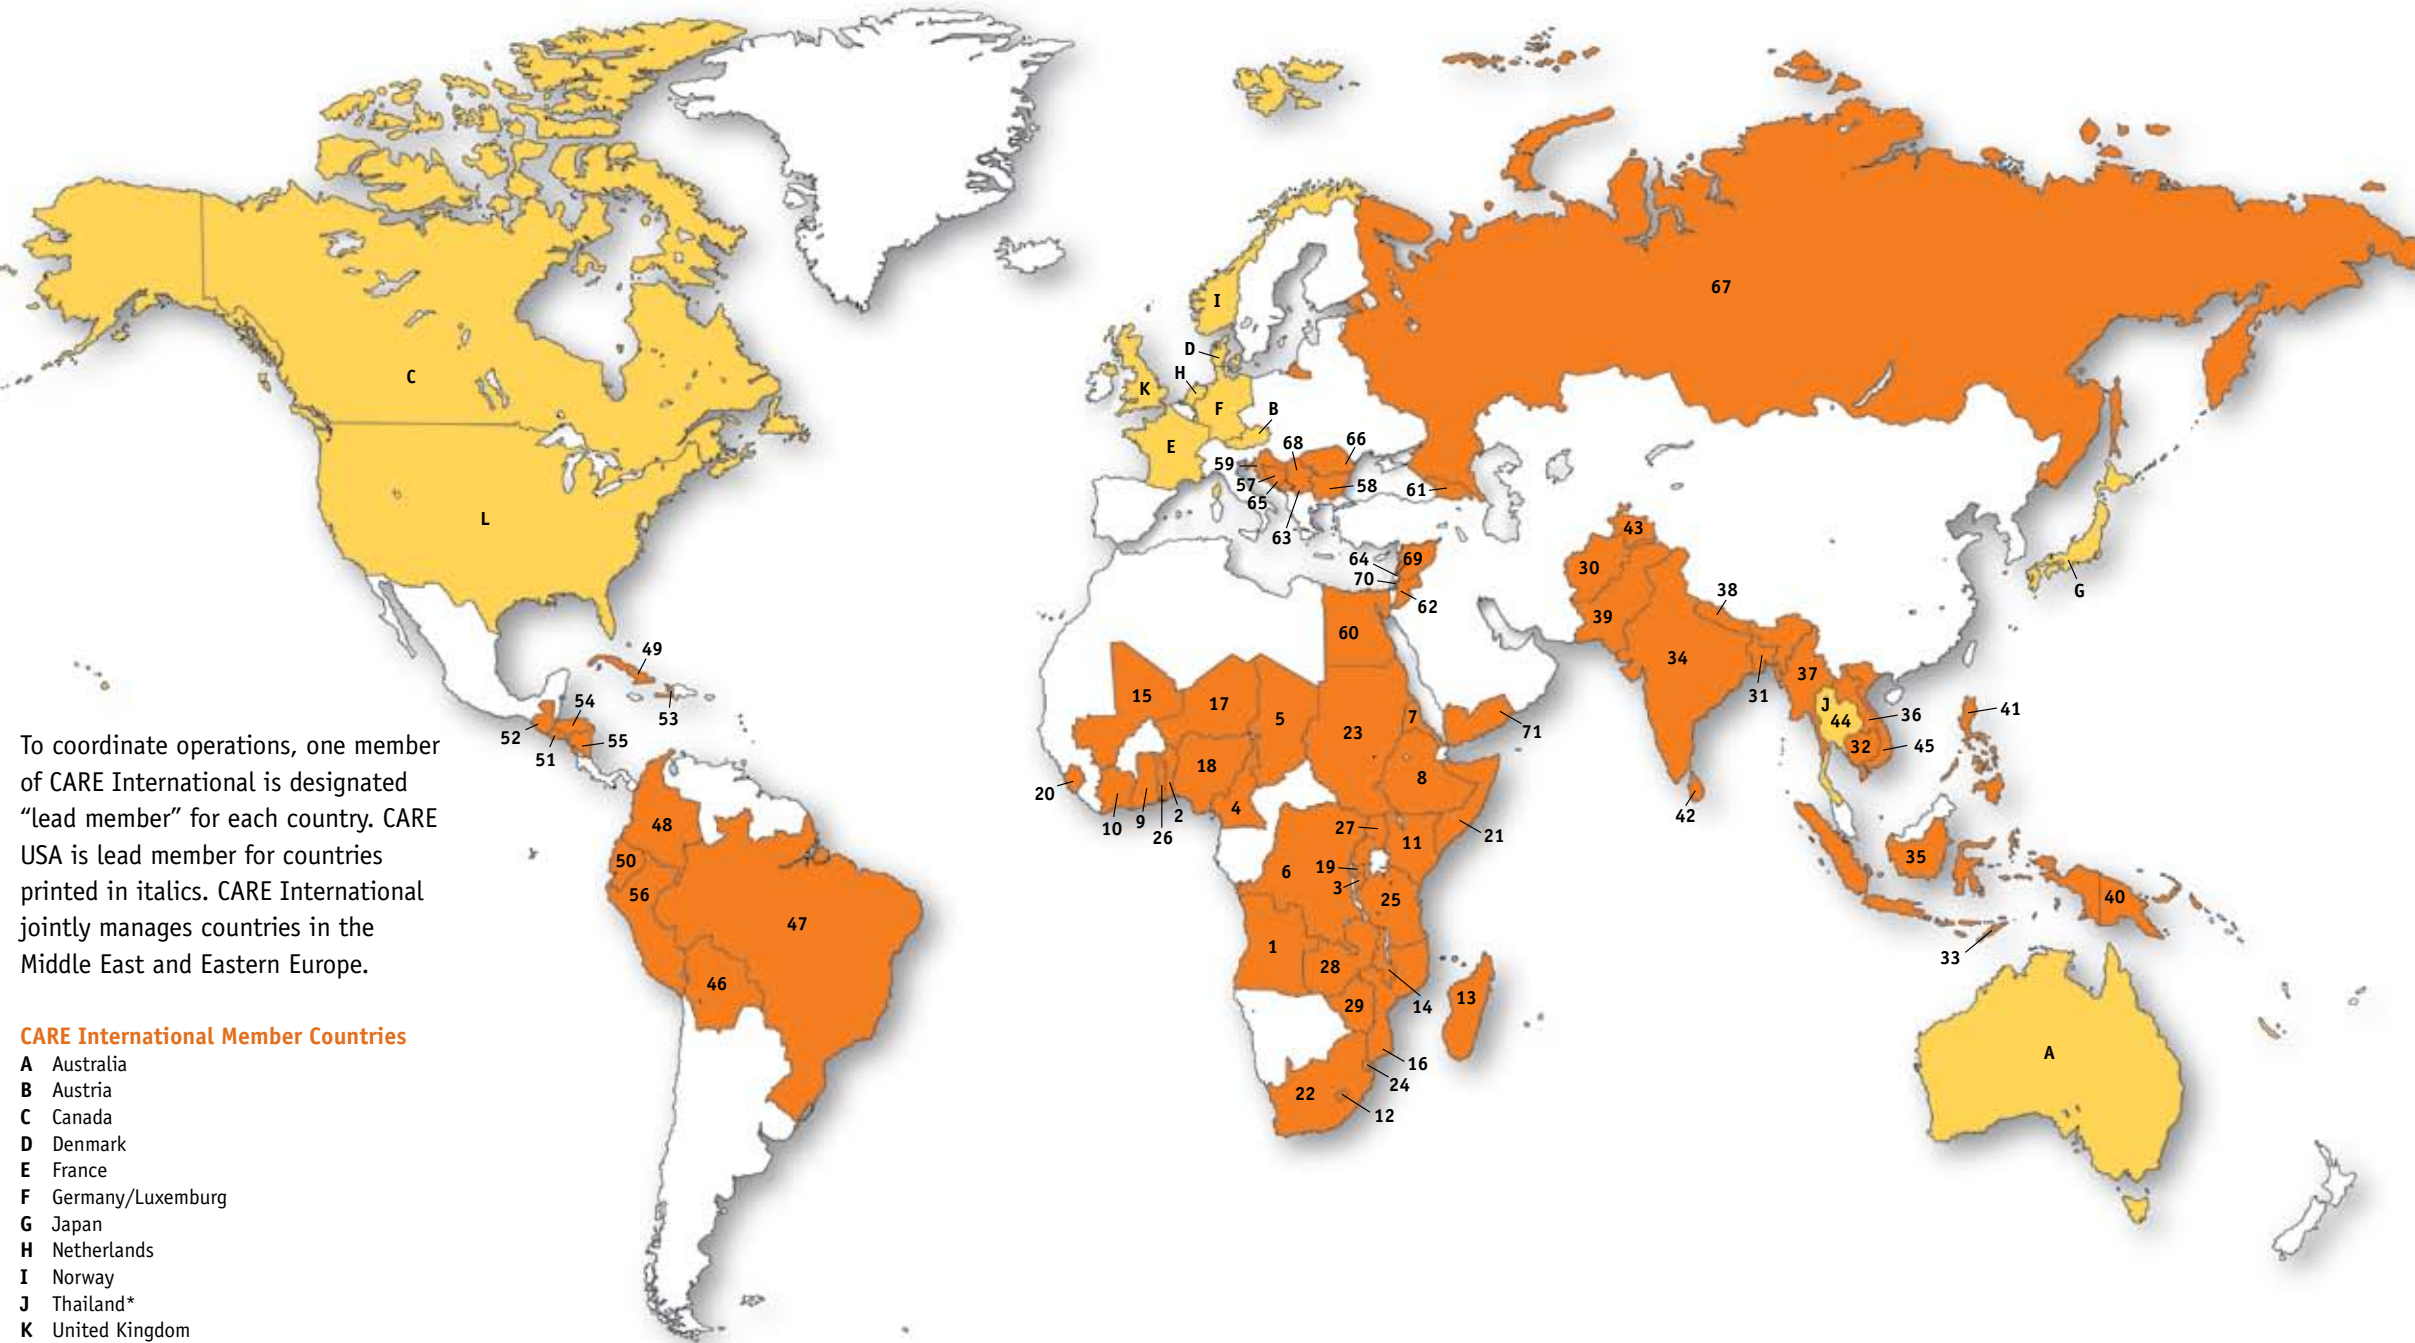 C
L
I
D
H
K
F
B
E
67
68
66
59
57
58
65
61
63
64
69
70
62
43
30
38
39
G
60
34
49
54
53
52
55
51
15
17
5
23
7
71
37
31
J
44
36
41
32
45
18
8
20
10
9
26
2
4
27
11
21
42
48
50
56
47
46
6
19
3
25
35
40
33
1
28
29
14
13
16
24
22
12
A
To coordinate operations, one member
of CARE International is designated
“lead member” for each country. CARE
USA is lead member for countries
printed in italics. CARE International
jointly manages countries in the
Middle East and Eastern Europe.
CARE International Member Countries
A Australia
B Austria
C Canada
D Denmark
E France
F Germany/Luxemburg
G Japan
H Netherlands
I Norway
J Thailand*
K United Kingdom